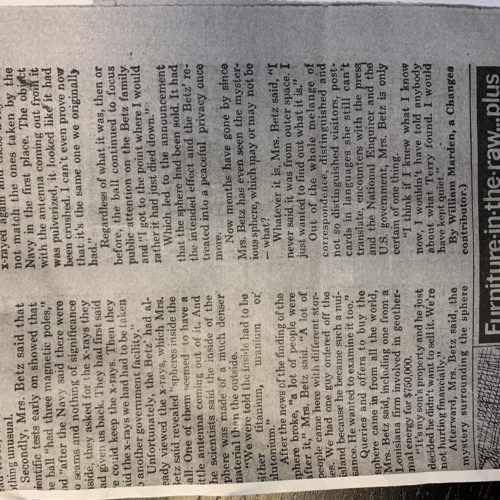 thing unusual.
Secondly, Mrs. Betz said that
entific tests early on showed that
e ball "had three magnetic poles,"
d "after the Navy said there were
o seams and nothing of significance
side, they asked for the x-rays they
ad given us back. They had first said
e could keep the x-rays. Then they
aid the x-rays we had had to be taken
o another government facility."
Unfortunately, the Betz' had al-
eady viewed the x-rays, which Mrs.
Betz said revealed "spheres inside the
all. One of them seemed to have a
ittle antenna coming out of it. And
he scientists said the inside of the
phere was made of a much denser
material than the outside.
"We were told the inside had to be
ither titanium, uranium or
lutonium."
After the news of the finding of the
phere broke, "a lot of people were
fter it," Mrs. Betz said. "A lot of
people came here with different stor-
es. We had one guy ordered off the
island because he became such a nui-
sance. He wanted to examine it too."
Queries and offers to buy the
sphere came in from all the world,
Mrs. Betz said, including one from a
Louisiana firm involved in geother-
mal energy for $750,000.
"It's my son's property and he just
decided he didn't want to sell it. We're
not hurting financially."
Afterward, Mrs. Betz said, the
mystery surrounding the sphere
x-rayed again and
not match the ones taken by the
Navy in the first place. The object
with the antenna coming out from it
was pulverized, it looked like it had
been crushed. I can't even prove now
that it's the same one we originally
had."
Regardless of what it was, then or
before, the ball continued to focus
public attention on the Betz family
and "I got to the point where I would
rather it had just died down."
Which led to the announcement
that the sphere had been sold. It had
the intended effect and the Betz' re-
treated into a peaceful privacy once
more.
Now months have gone by since
Mrs. Betz has even seen the myster-
ious sphere, which may or may not be
— what?
Whatever it is, Mrs. Betz said, "I
never said it was from outer space. I
just wanted to find out what it is."
Out of the whole melange of
correspondence, distinguished and
not so distinguished visitors, post-
cards in languages she still can't
translate, encounters with the press
and the National Enquirer and the
U.S. government, Mrs. Betz is only
certain of one thing.
"I think if I knew what I know
now, I wouldn't have told anybody
about what Terry found. I would
have kept quiet."
By William Marden, a Changes
contributor.)
Furniture-in-the-raw...plus